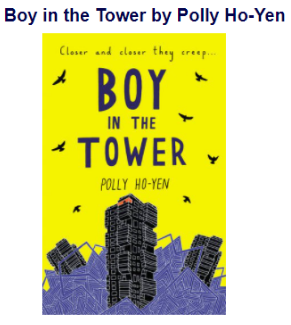 Boy in the Tower by Polly Ho-Yen
Closer and closer they creep...
BOY
IN THE
TOWER
POLLY HO-YEN